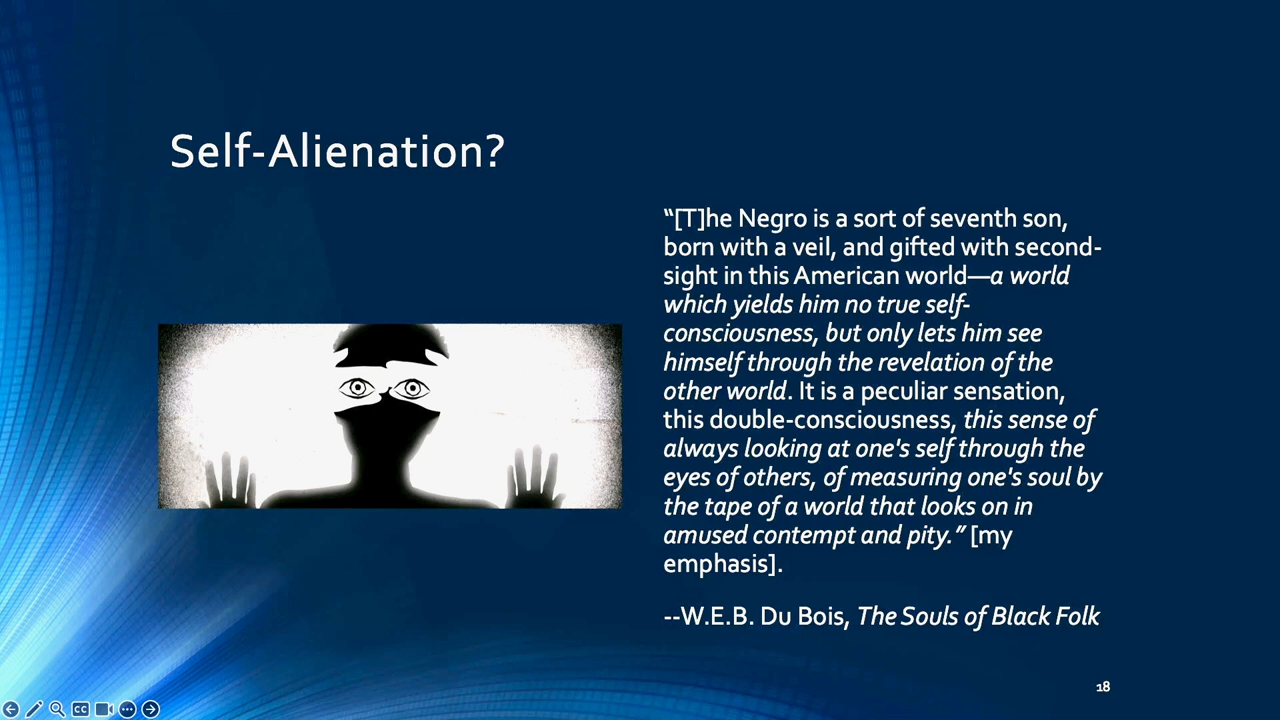 Self-Alienation?
“[T]he Negro is a sort of seventh son,
born with a veil, and gifted with second-
sight in this American world—a world
which yields him no true self-
consciousness, but only lets him see
himself through the revelation of the
other world. It is a peculiar sensation,
this double-consciousness, this sense of
always looking at one's self through the
eyes of others, of measuring one's soul by
the tape of a world that looks on in
amused contempt and pity.” [my
emphasis].
--W.E.B. Du Bois, The Souls of Black Folk
18
CC